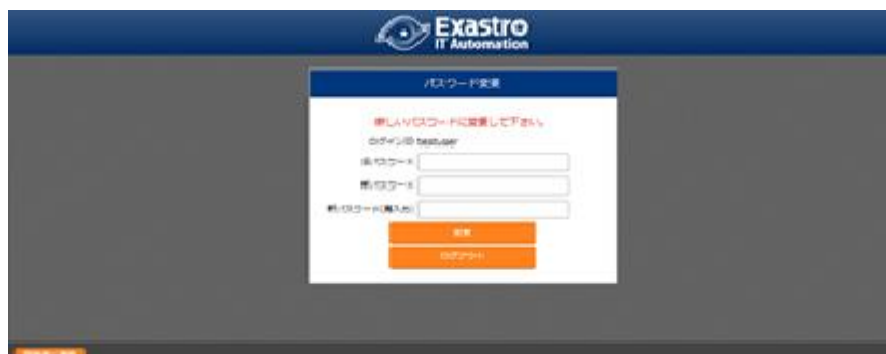 Exastro
IT Automation
パスワード変更
新しいパスワードに変更して下さい。
ログインID testuser
旧パスワード
新パスワード
新パスワード(再入力)
変更
ログアウト